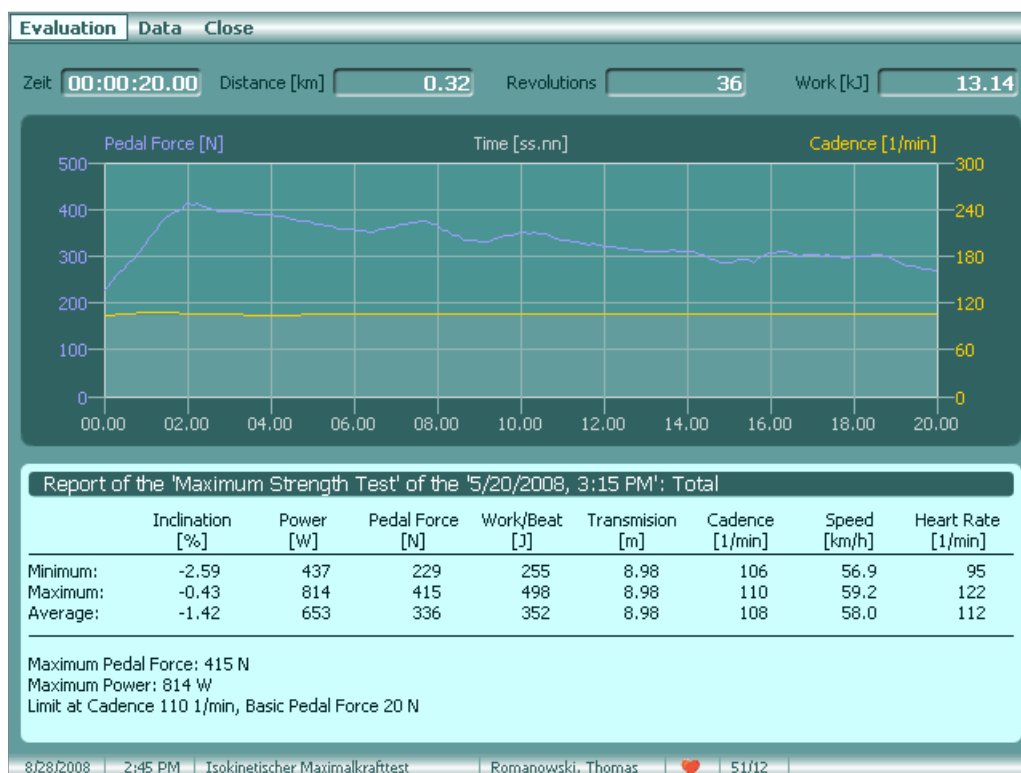 Evaluation Data Close
Zeit 00:00:20.00 Distance [km] 0.32 Revolutions 36 Work [kJ] 13.14
Pedal Force [N] Time [ss.nn] Cadence [1/min]
500 300
400 240
300 180
200 120
100 60
0 0
00.00 02.00 04.00 06.00 08.00 10.00 12.00 14.00 16.00 18.00 20.00
Report of the 'Maximum Strength Test' of the '5/20/2008, 3:15 PM': Total
Inclination Power Pedal Force Work/Beat Transmision Cadence Speed Heart Rate
[%] [W] [N] [J] [m] [1/min] [km/h] [1/min]
Minimum: -2.59 437 229 255 8.98 106 56.9 95
Maximum: -0.43 814 415 498 8.98 110 59.2 122
Average: -1.42 653 336 352 8.98 108 58.0 112
Maximum Pedal Force: 415 N
Maximum Power: 814 W
Limit at Cadence 110 1/min, Basic Pedal Force 20 N
8/28/2008 2:45 PM Isokinetischer Maximalkrafttest Romanowski, Thomas 51/12